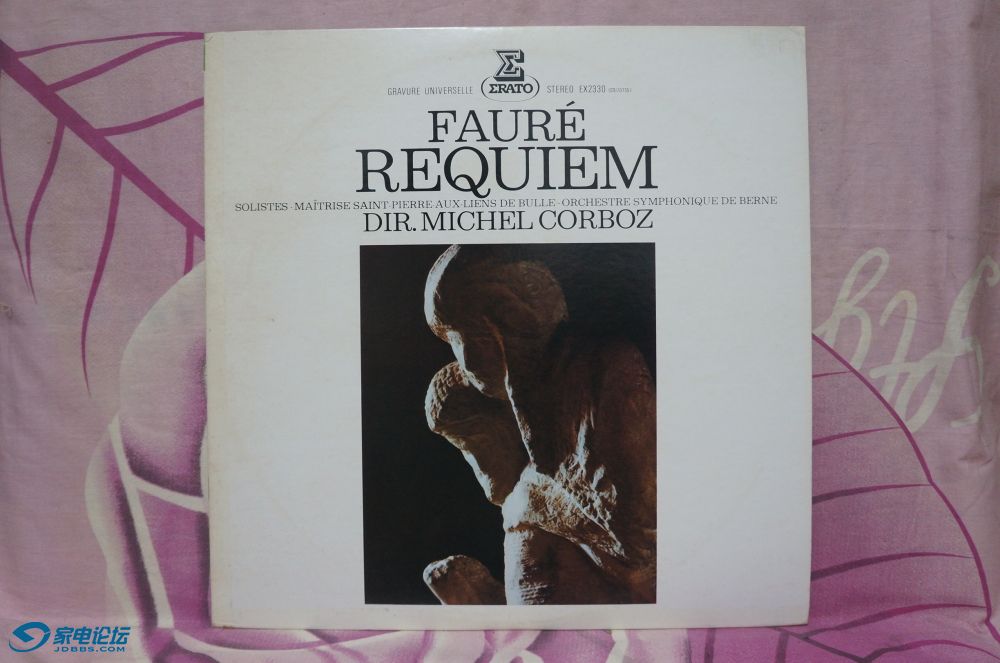 Σ
GRAVURE UNIVERSELLE ΣRATO STEREO EX2330
FAURÉ
REQUIEM
SOLISTES · MAÎTRISE SAINT-PIERRE-AUX-LIENS DE BULLE · ORCHESTRE SYMPHONIQUE DE BERNE
DIR. MICHEL CORBOZ
家电论坛
JDBBS.COM